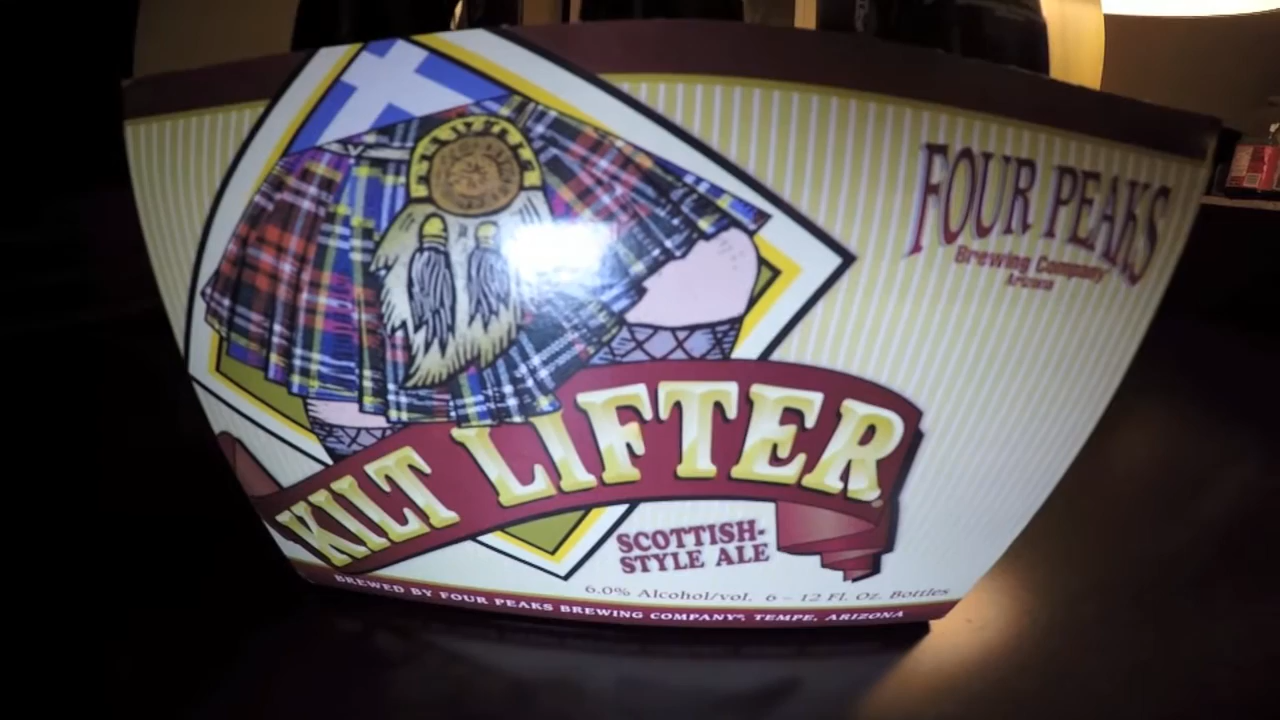 FOUR PEAKS
Brewing Company
Arizona
KILT LIFTER
SCOTTISH-
STYLE ALE
6.0% Alcohol/vol. 6 - 12 Fl. Oz. Bottles
BREWED BY FOUR PEAKS BREWING COMPANY®, TEMPE, ARIZONA